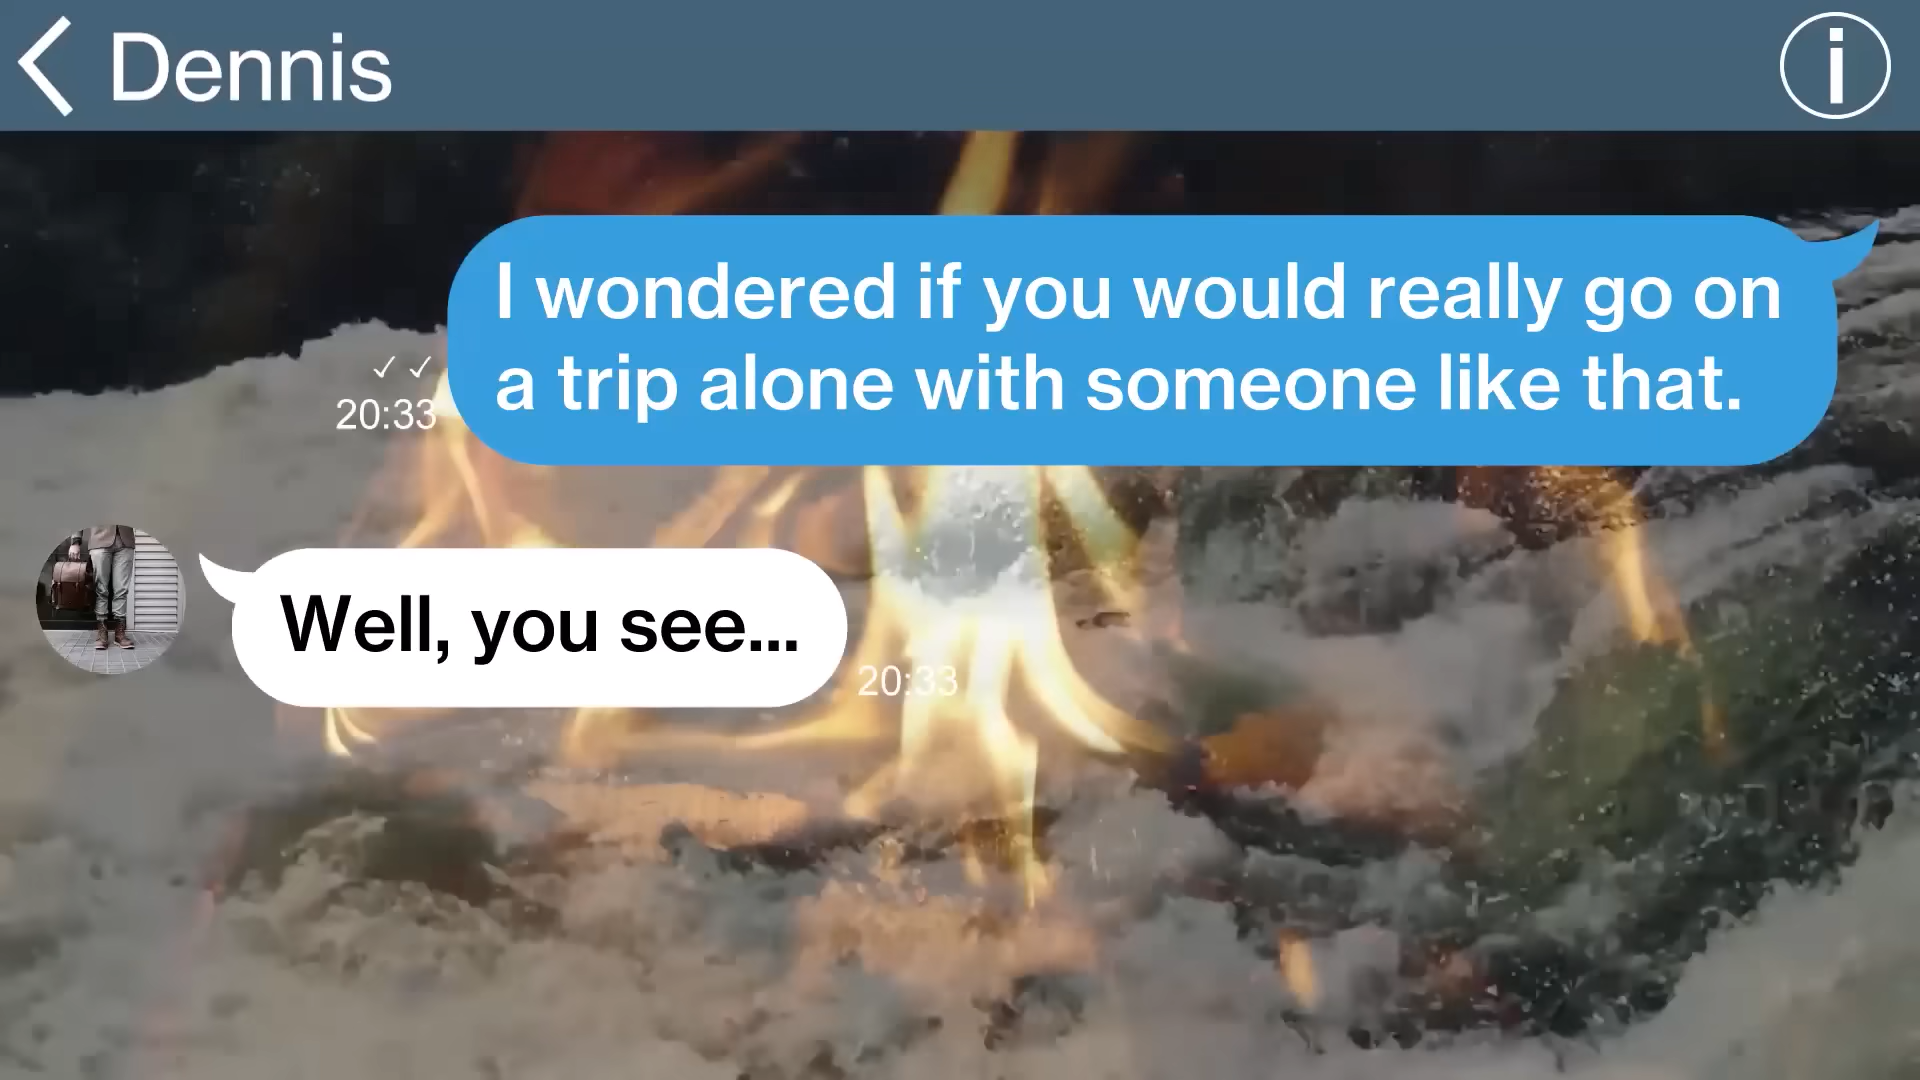 Dennis
I wondered if you would really go on
a trip alone with someone like that.
20:33
Well, you see...
20:33